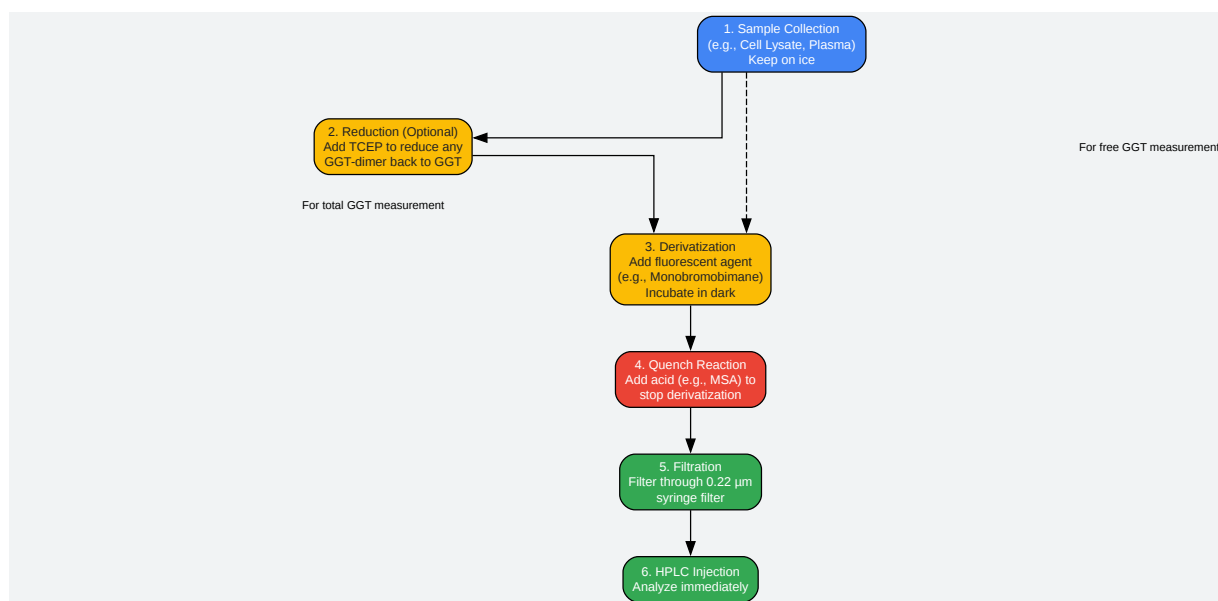 1. Sample Collection
(e.g., Cell Lysate, Plasma)
Keep on ice
2. Reduction (Optional)
Add TCEP to reduce any
GGT-dimer back to GGT
For free GGT measurement
For total GGT measurement
3. Derivatization
Add fluorescent agent
(e.g., Monobromobimane)
Incubate in dark
4. Quench Reaction
Add acid (e.g., MSA) to
stop derivatization
5. Filtration
Filter through 0.22 µm
syringe filter
6. HPLC Injection
Analyze immediately